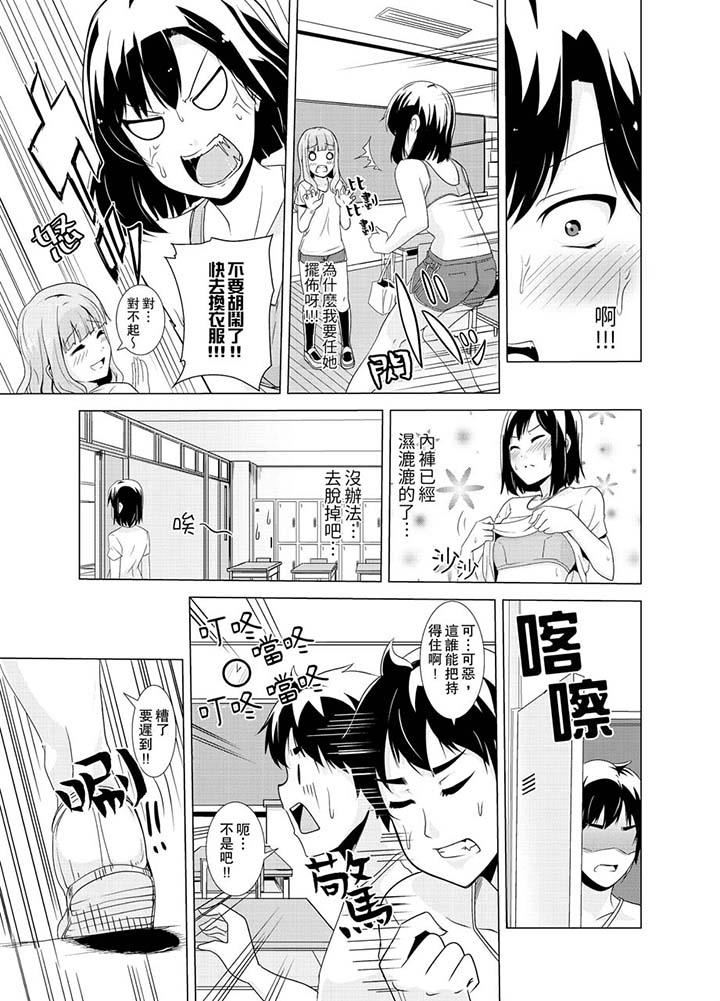 啊!!!
比劃
比劃
為什麼我要任她
擺佈呀!!!
閃
不要胡鬧了!!
快去換衣服!!!
怒
對…
對不起～
內褲已經
濕漉漉的了…
沙沙
沒辦法…
去脫掉吧…
唉
喀嚓
可…可惡，
這誰能把持
得住啊！
叮咚
噹咚
叮咚
噹咚
呃…
不是吧!!
驚
糟了
要遲到!!
唰
!!